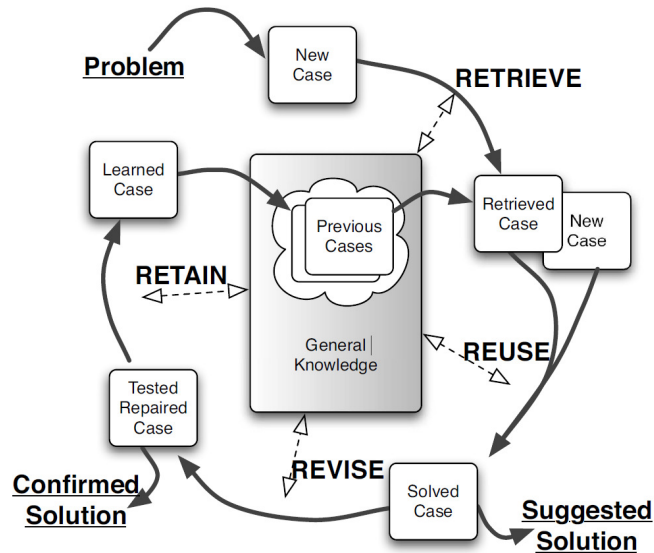 Problem
New
Case
RETRIEVE
Learned
Case
Previous
Cases
Retrieved
Case
New
Case
RETAIN
General
Knowledge
REUSE
Tested
Repaired
Case
REVISE
Confirmed
Solution
Solved
Case
Suggested
Solution